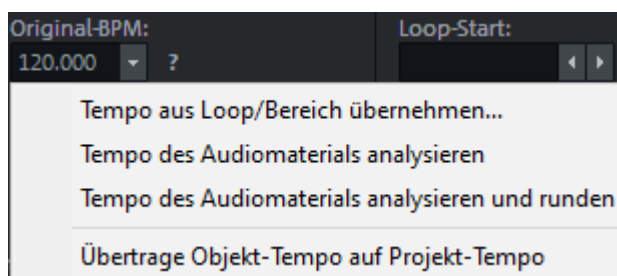 Original-BPM: Loop-Start:
120.000 ?
Tempo aus Loop/Bereich übernehmen...
Tempo des Audiomaterials analysieren
Tempo des Audiomaterials analysieren und runden
Übertrage Objekt-Tempo auf Projekt-Tempo